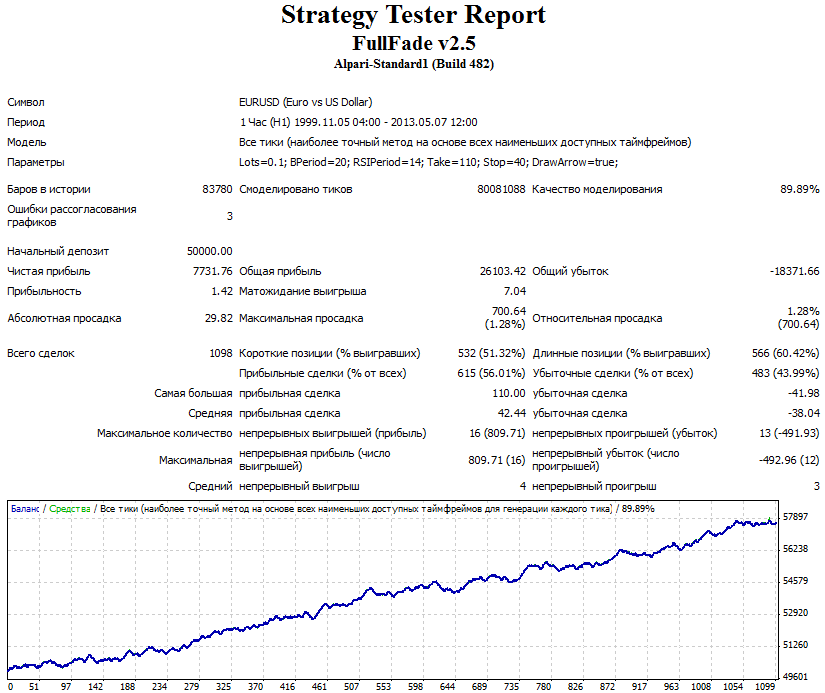 Strategy Tester Report
FullFade v2.5
Alpari-Standard1 (Build 482)
Символ EURUSD (Euro vs US Dollar)
Период 1 Час (H1) 1999.11.05 04:00 - 2013.05.07 12:00
Модель Все тики (наиболее точный метод на основе всех наименьших доступных таймфреймов)
Параметры Lots=0.1; BPeriod=20; RSIPeriod=14; Take=110; Stop=40; DrawArrow=true;
Баров в истории 83780 Смоделировано тиков 80081088 Качество моделирования 89.89%
Ошибки рассогласования
графиков 3
Начальный депозит 50000.00
Чистая прибыль 7731.76 Общая прибыль 26103.42 Общий убыток -18371.66
Прибыльность 1.42 Матожидание выигрыша 7.04
Абсолютная просадка 29.82 Максимальная просадка 700.64
(1.28%) Относительная просадка 1.28%
(700.64)
Всего сделок 1098 Короткие позиции (% выигравших) 532 (51.32%) Длинные позиции (% выигравших) 566 (60.42%)
Прибыльные сделки (% от всех) 615 (56.01%) Убыточные сделки (% от всех) 483 (43.99%)
Самая большая прибыльная сделка 110.00 убыточная сделка -41.98
Средняя прибыльная сделка 42.44 убыточная сделка -38.04
Максимальное количество непрерывных выигрышей (прибыль) 16 (809.71) непрерывных проигрышей (убыток) 13 (-491.93)
Максимальная непрерывная прибыль (число
выигрышей) 809.71 (16) непрерывный убыток (число
проигрышей) -492.96 (12)
Средний непрерывный выигрыш 4 непрерывный проигрыш 3
Баланс / Средства / Все тики (наиболее точный метод на основе всех наименьших доступных таймфреймов для генерации каждого тика) / 89.89%
57897
56238
54579
52920
51260
49601
0 51 97 142 188 234 279 325 370 416 461 507 553 598 644 689 735 780 826 872 917 963 1008 1054 1099